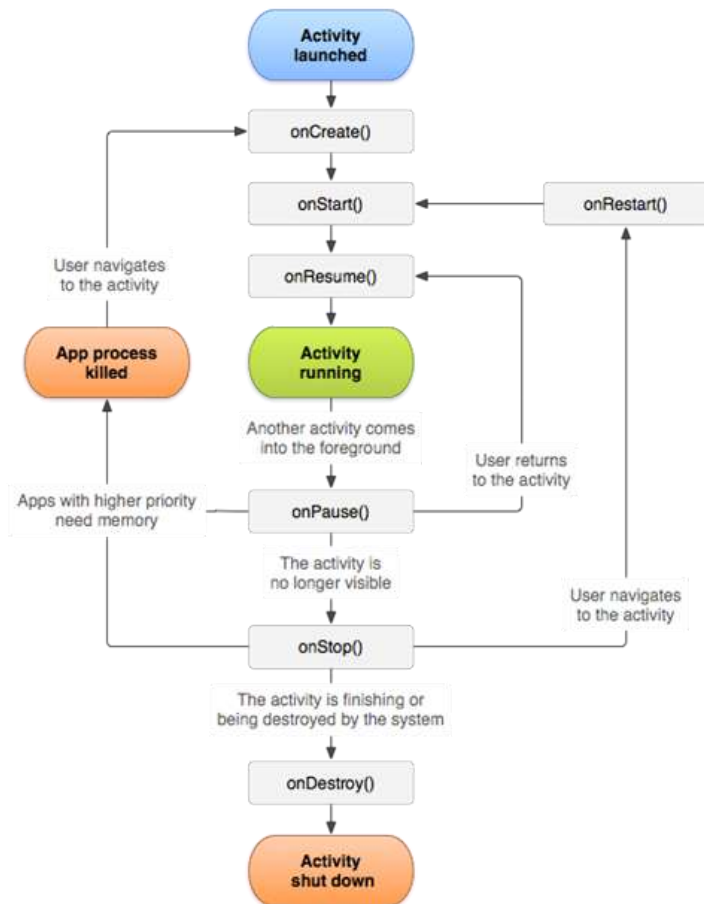 Activity
launched
onCreate()
onStart()
onRestart()
User navigates
to the activity
onResume()
App process
killed
Activity
running
Another activity comes
into the foreground
User returns
to the activity
Apps with higher priority
need memory
onPause()
The activity is
no longer visible
User navigates
to the activity
onStop()
The activity is finishing or
being destroyed by the system
onDestroy()
Activity
shut down